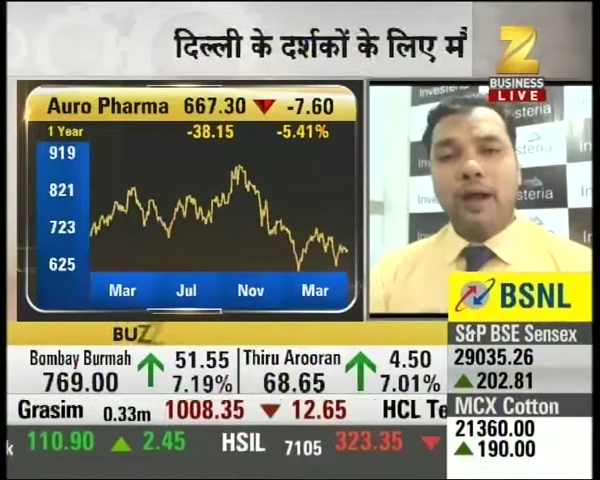 दिल्ली के दर्शकों के लिए मौ
Z
BUSINESS
LIVE
Auro Pharma 667.30 -7.60
1 Year -38.15 -5.41%
919
821
723
625
Mar Jul Nov Mar
Investeria
BSNL
BUZZ
S&P BSE Sensex
29035.26
202.81
Bombay Burmah 51.55 Thiru Arooran 4.50
769.00 7.19% 68.65 7.01%
Grasim 0.33m 1008.35 12.65 HCL Te
MCX Cotton
21360.00
190.00
k 110.90 2.45 HSIL 7105 323.35